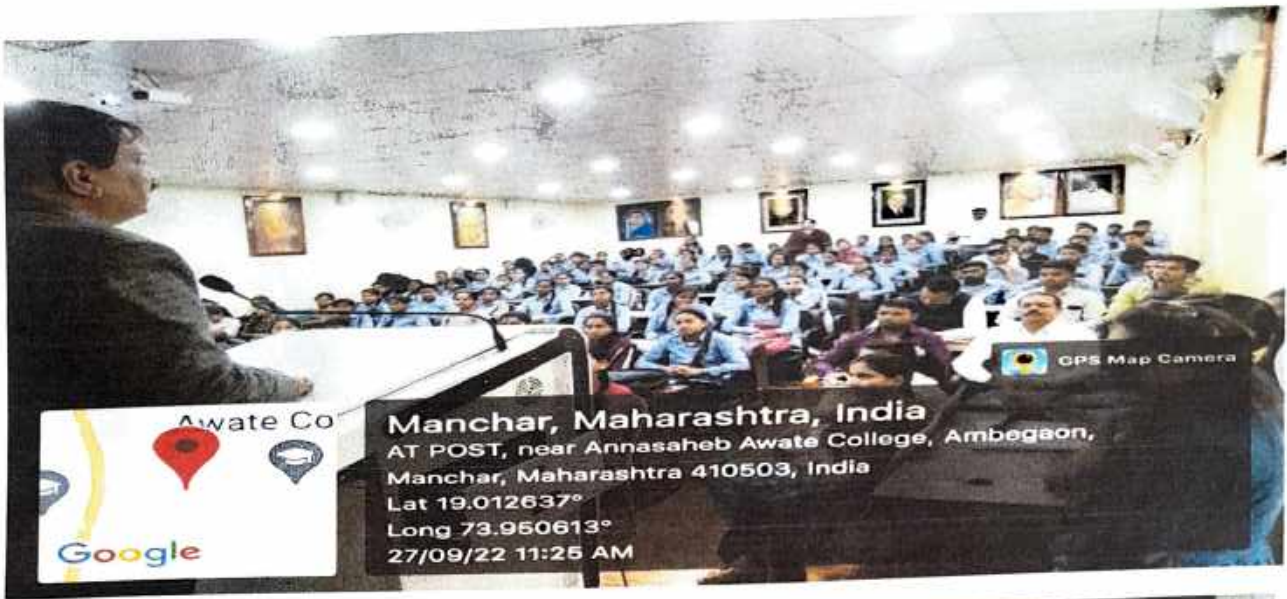 GPS Map Camera
Awate Co
Google
Manchar, Maharashtra, India
AT POST, near Annasaheb Awate College, Ambegaon,
Manchar, Maharashtra 410503, India
Lat 19.012637°
Long 73.950613°
27/09/22 11:25 AM